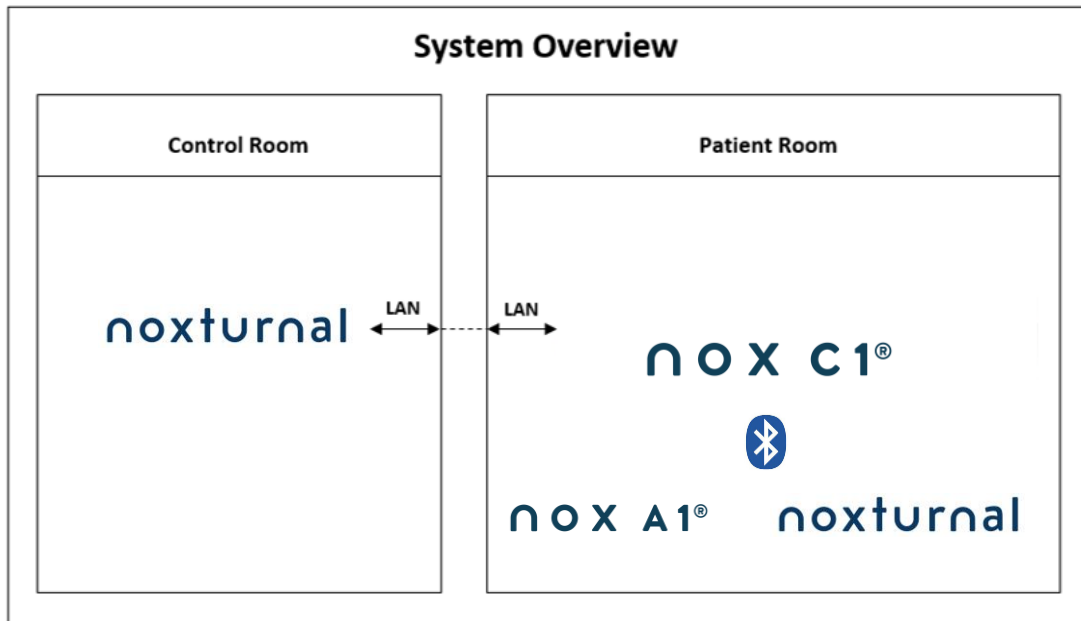 System Overview
Control Room
Patient Room
noxturnal
LAN
LAN
nox C1®
nox A1®
noxturnal